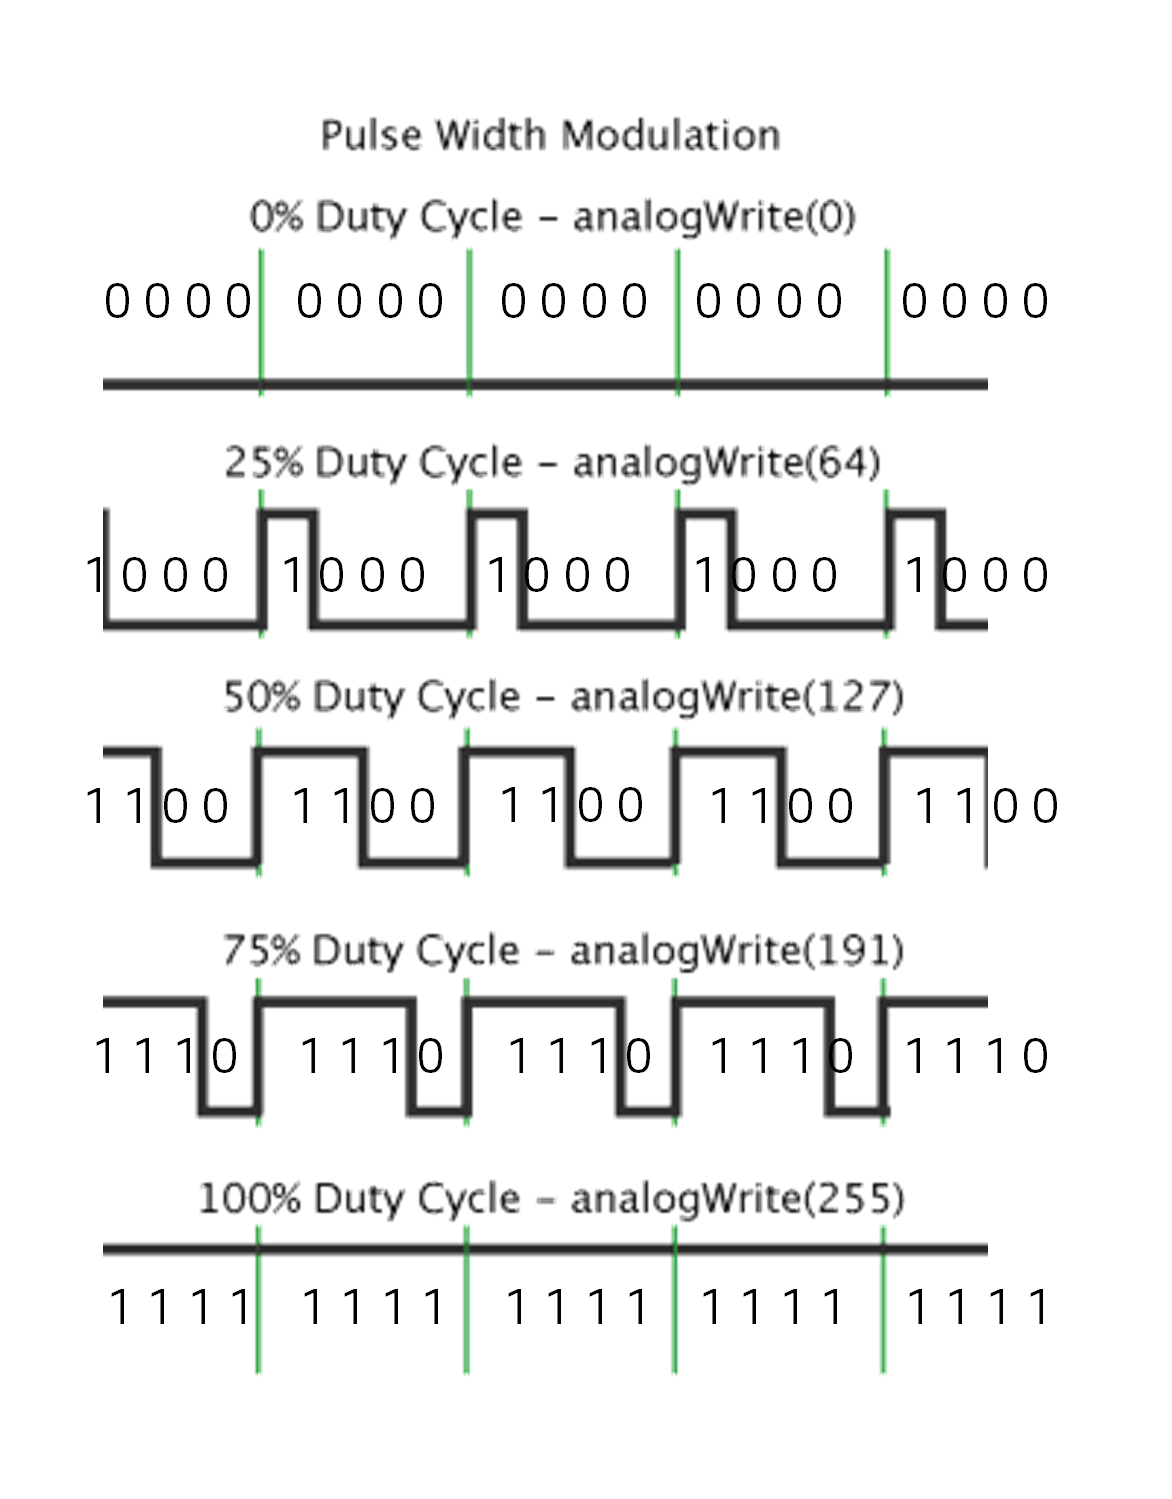 Pulse Width Modulation
0% Duty Cycle – analogWrite(0)
0 0 0 0 0 0 0 0 0 0 0 0 0 0 0 0 0 0 0 0
25% Duty Cycle – analogWrite(64)
1 0 0 0 1 0 0 0 1 0 0 0 1 0 0 0 1 0 0 0
50% Duty Cycle – analogWrite(127)
1 1 0 0 1 1 0 0 1 1 0 0 1 1 0 0 1 1 0 0
75% Duty Cycle – analogWrite(191)
1 1 1 0 1 1 1 0 1 1 1 0 1 1 1 0 1 1 1 0
100% Duty Cycle – analogWrite(255)
1 1 1 1 1 1 1 1 1 1 1 1 1 1 1 1 1 1 1 1